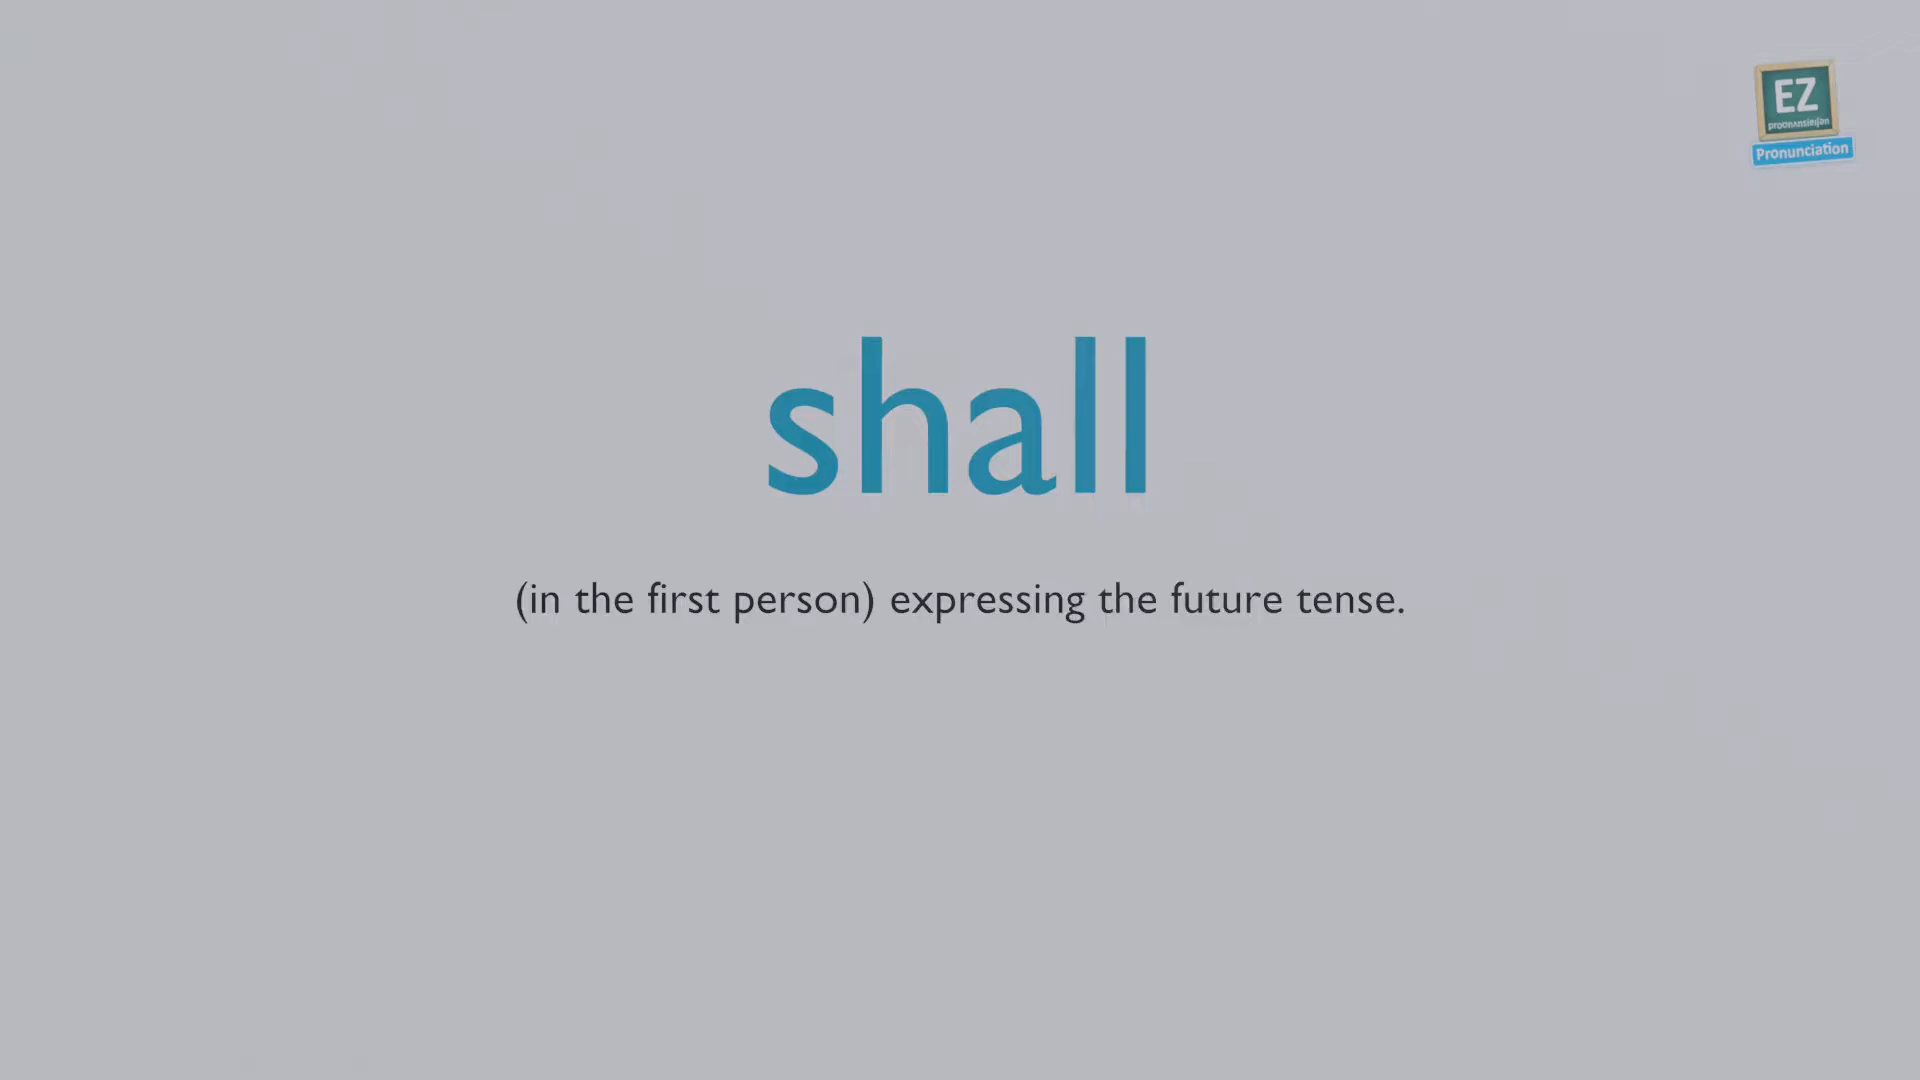 EZ
Pronunciation
shall
(in the first person) expressing the future tense.